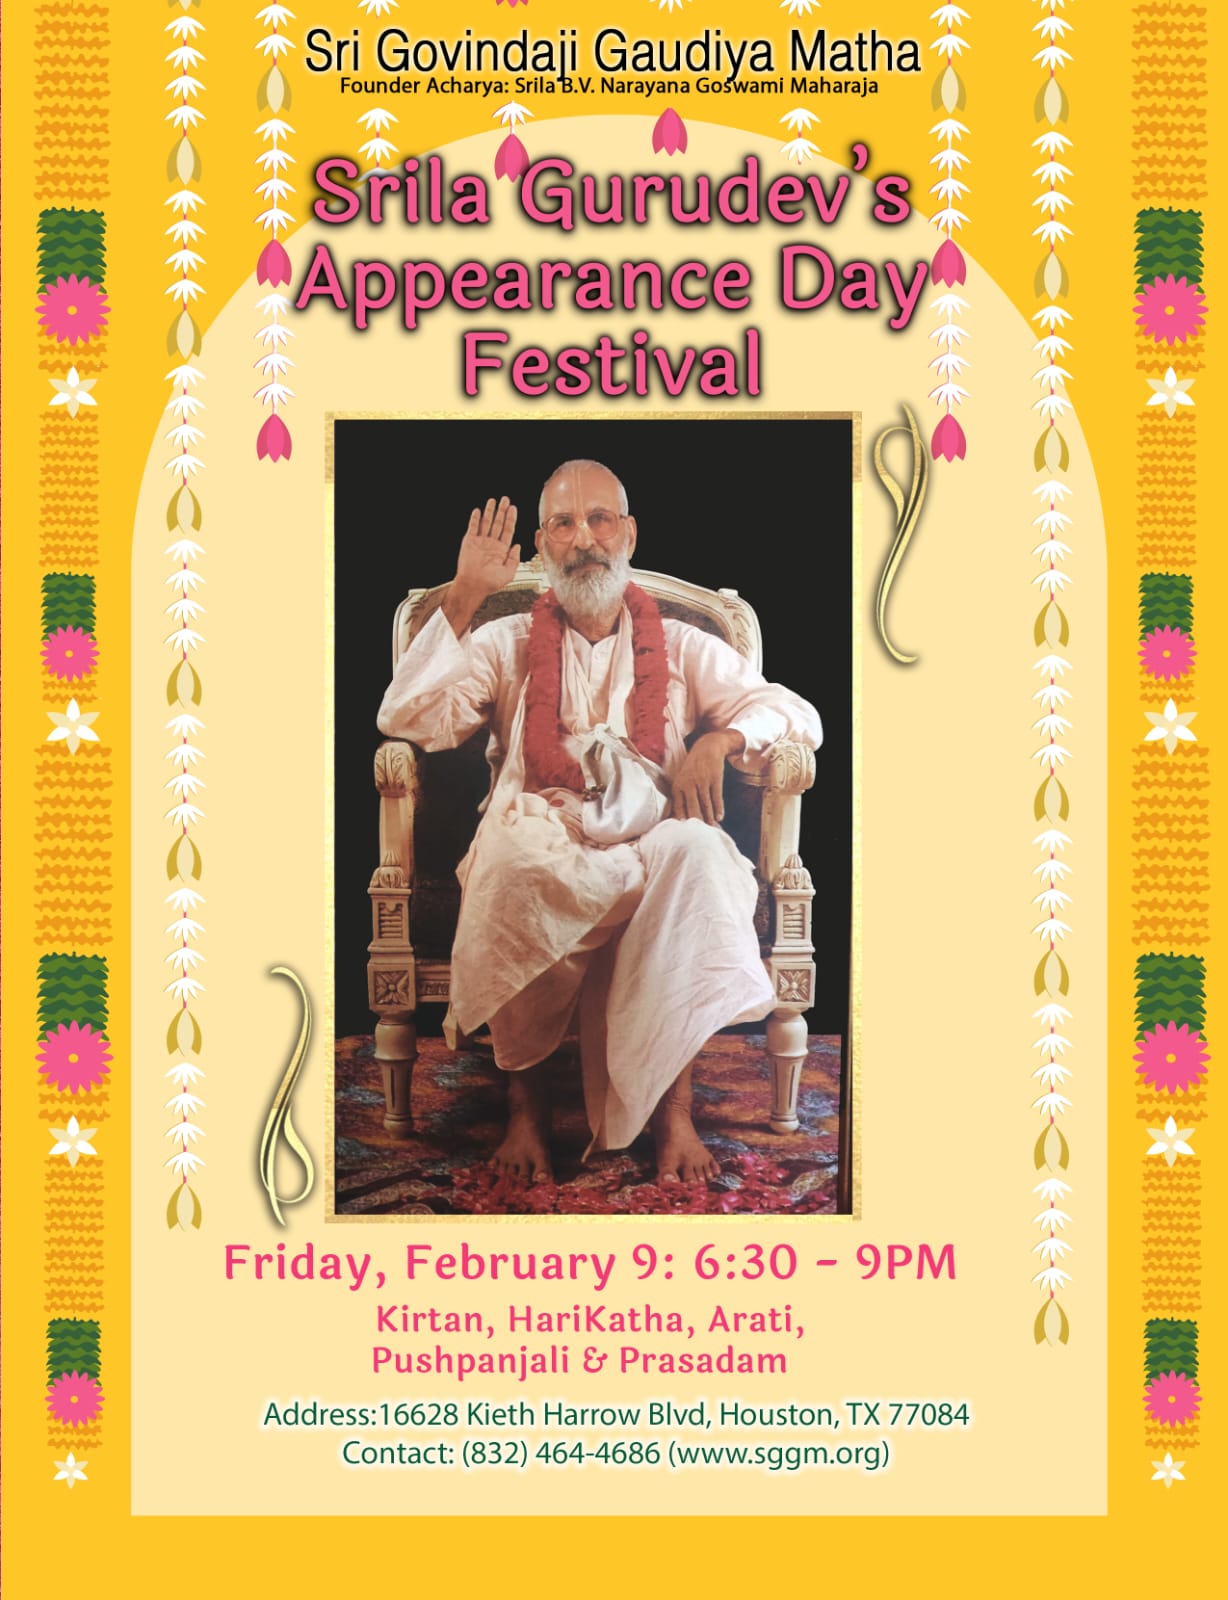 Sri Govindaji Gaudiya Matha
Founder Acharya: Srila B.V. Narayana Goswami Maharaja
Srila Gurudev's
Appearance Day
Festival
Friday, February 9: 6:30 - 9PM
Kirtan, HariKatha, Arati,
Pushpanjali & Prasadam
Address:16628 Kieth Harrow Blvd, Houston, TX 77084
Contact: (832) 464-4686 (www.sggm.org)